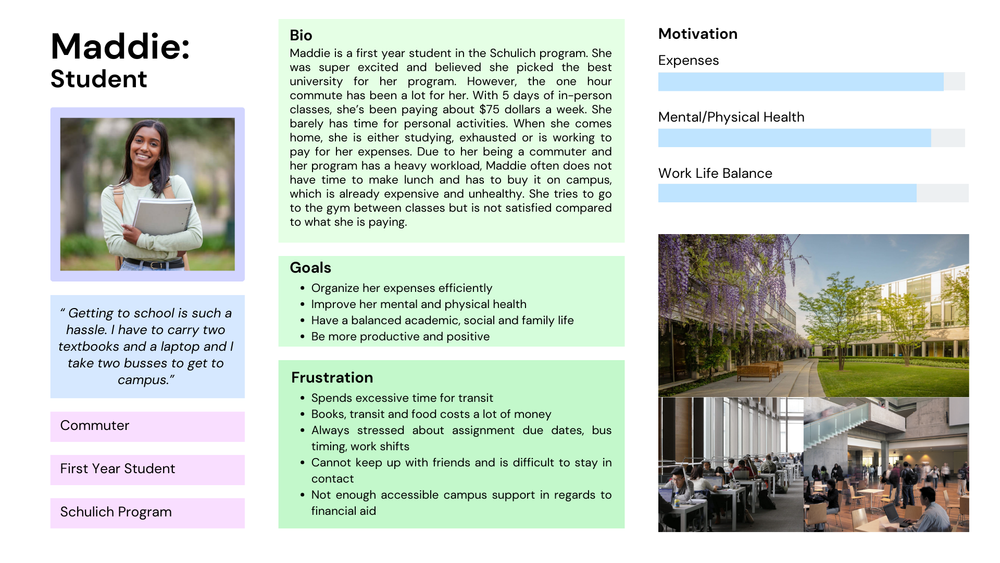 Maddie:
Student
“ Getting to school is such a
hassle. I have to carry two
textbooks and a laptop and I
take two busses to get to
campus.”
Commuter
First Year Student
Schulich Program
Bio
Maddie is a first year student in the Schulich program. She
was super excited and believed she picked the best
university for her program. However, the one hour
commute has been a lot for her. With 5 days of in-person
classes, she’s been paying about $75 dollars a week. She
barely has time for personal activities. When she comes
home, she is either studying, exhausted or is working to
pay for her expenses. Due to her being a commuter and
her program has a heavy workload, Maddie often does not
have time to make lunch and has to buy it on campus,
which is already expensive and unhealthy. She tries to go
to the gym between classes but is not satisfied compared
to what she is paying.
Goals
• Organize her expenses efficiently
• Improve her mental and physical health
• Have a balanced academic, social and family life
• Be more productive and positive
Frustration
• Spends excessive time for transit
• Books, transit and food costs a lot of money
• Always stressed about assignment due dates, bus
timing, work shifts
• Cannot keep up with friends and is difficult to stay in
contact
• Not enough accessible campus support in regards to
financial aid
Motivation
Expenses
Mental/Physical Health
Work Life Balance